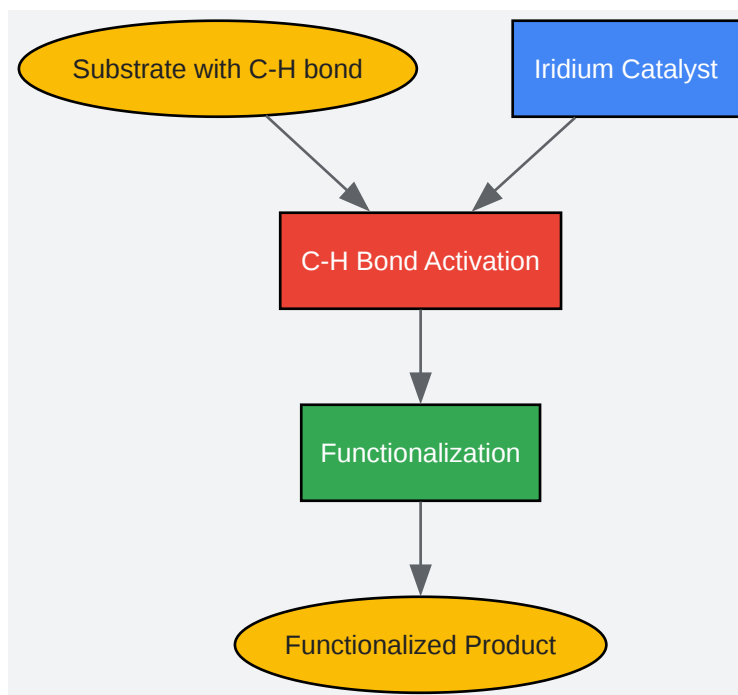 Substrate with C-H bond
Iridium Catalyst
C-H Bond Activation
Functionalization
Functionalized Product